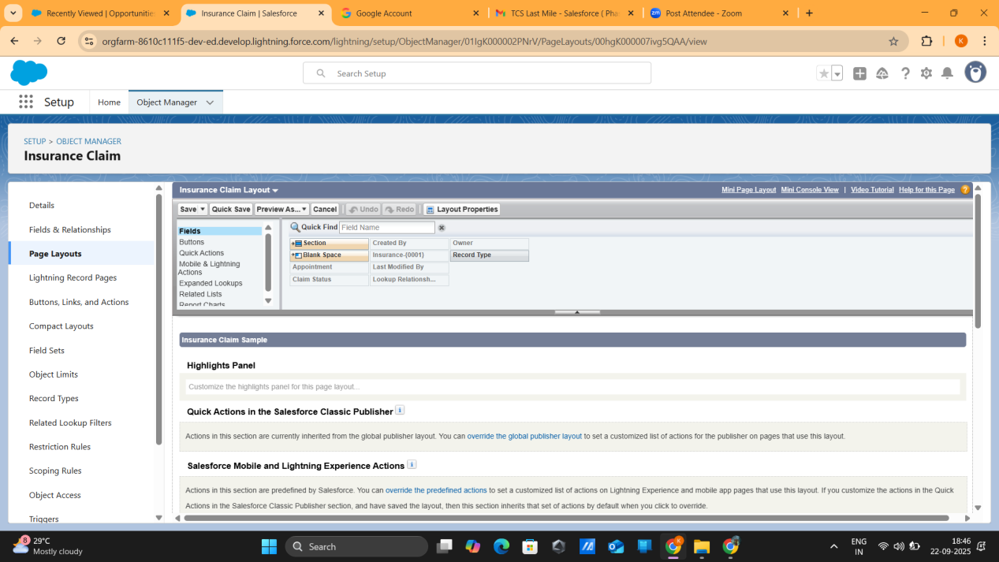 Recently Viewed | Opportunities
Insurance Claim | Salesforce
Google Account
TCS Last Mile - Salesforce ( Pha
Post Attendee - Zoom
orgfarm-8610c111f5-dev-ed.develop.lightning.force.com/lightning/setup/ObjectManager/01IgK000002PNrV/PageLayouts/00hgK000007ivg5QAA/view
K
Search Setup
Setup
Home
Object Manager
SETUP > OBJECT MANAGER
Insurance Claim
Details
Fields & Relationships
Page Layouts
Lightning Record Pages
Buttons, Links, and Actions
Compact Layouts
Field Sets
Object Limits
Record Types
Related Lookup Filters
Restriction Rules
Scoping Rules
Object Access
Triggers
Insurance Claim Layout
Mini Page Layout Mini Console View | Video Tutorial Help for this Page ?
Save Quick Save Preview As... Cancel Undo Redo Layout Properties
Fields
Buttons
Quick Actions
Mobile & Lightning
Actions
Expanded Lookups
Related Lists
Report Charts
Quick Find Field Name
Section Created By Owner
Blank Space Insurance-{0001} Record Type
Appointment Last Modified By
Claim Status Lookup Relationsh...
Insurance Claim Sample
Highlights Panel
Customize the highlights panel for this page layout...
Quick Actions in the Salesforce Classic Publisher i
Actions in this section are currently inherited from the global publisher layout. You can override the global publisher layout to set a customized list of actions for the publisher on pages that use this layout.
Salesforce Mobile and Lightning Experience Actions i
Actions in this section are predefined by Salesforce. You can override the predefined actions to set a customized list of actions on Lightning Experience and mobile app pages that use this layout. If you customize the actions in the Quick
Actions in the Salesforce Classic Publisher section, and have saved the layout, then this section inherits that set of actions by default when you click to override.
8
29°C
Mostly cloudy
Search
ENG
IN
18:46
22-09-2025